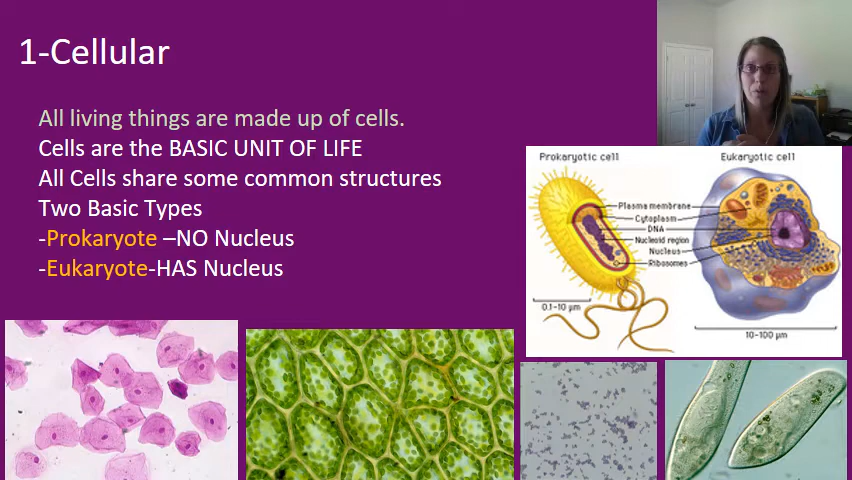 1-Cellular
All living things are made up of cells.
Cells are the BASIC UNIT OF LIFE
All Cells share some common structures
Two Basic Types
-Prokaryote –NO Nucleus
-Eukaryote-HAS Nucleus
Prokaryotic cell
Eukaryotic cell
Plasma membrane
Cytoplasm
DNA
Nucleoid region
Nucleus
Ribosomes
0.1-10 µm
10-100 µm